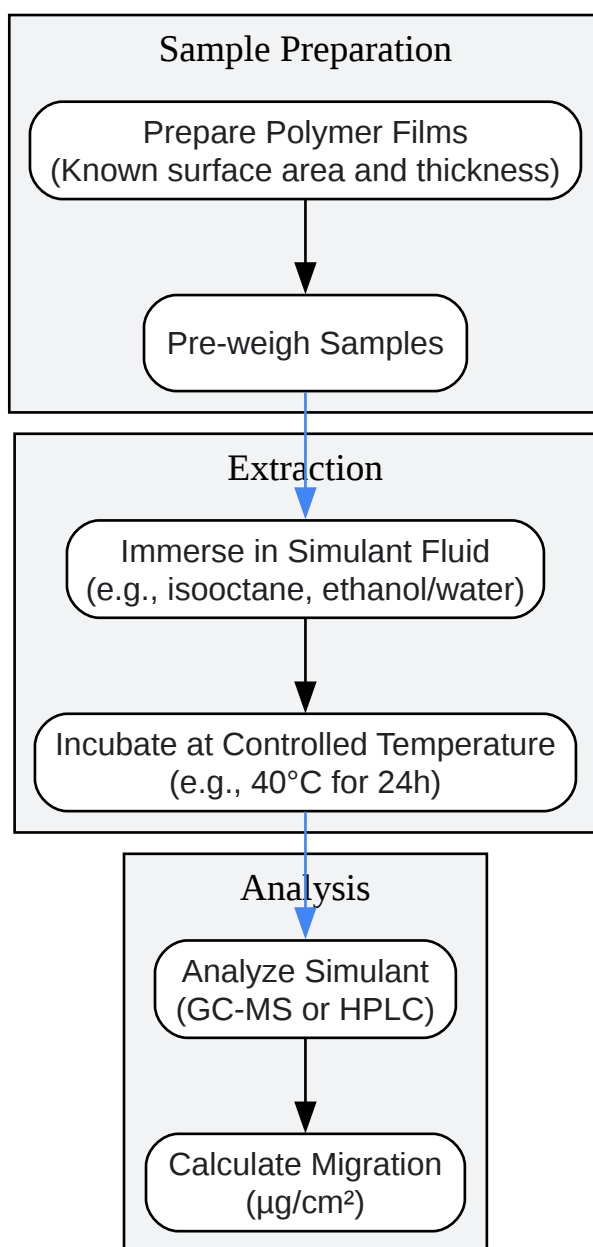 Sample Preparation
Prepare Polymer Films
(Known surface area and thickness)
Pre-weigh Samples
Extraction
Immerse in Simulant Fluid
(e.g., isooctane, ethanol/water)
Incubate at Controlled Temperature
(e.g., 40°C for 24h)
Analysis
Analyze Simulant
(GC-MS or HPLC)
Calculate Migration
(µg/cm²)